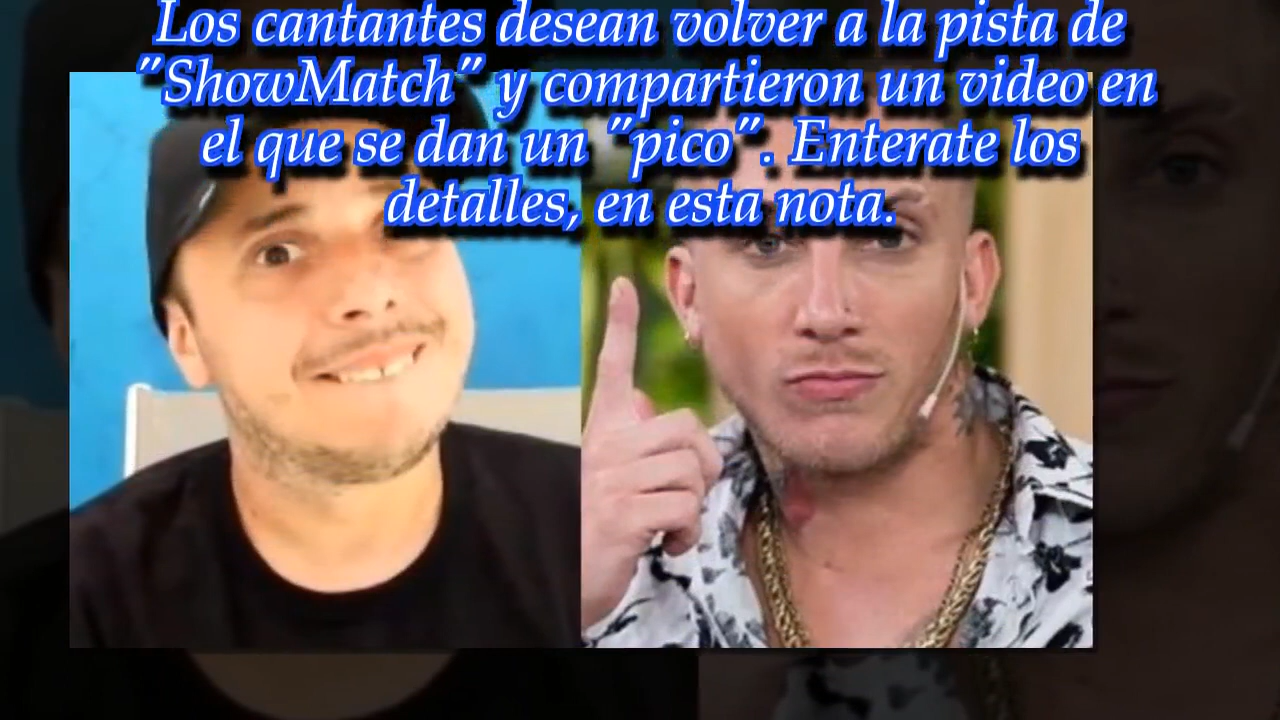 Los cantantes desean volver a la pista de
"ShowMatch" y compartieron un video en
el que se dan un "pico". Enterate los
detalles, en esta nota.